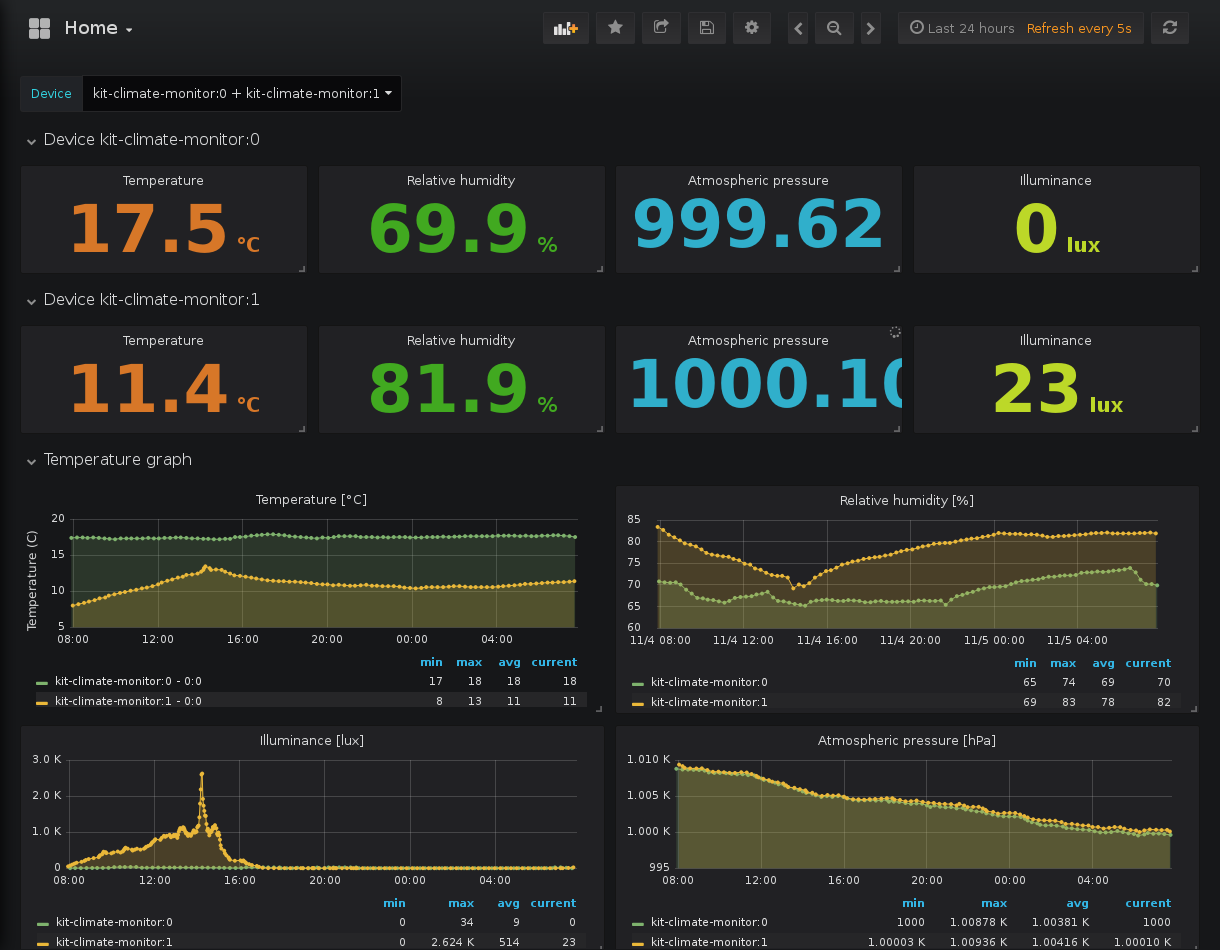 Home
Last 24 hours Refresh every 5s
Device kit-climate-monitor:0 + kit-climate-monitor:1
Device kit-climate-monitor:0
Temperature Relative humidity Atmospheric pressure Illuminance
17.5 °C 69.9 % 999.62 0 lux
Device kit-climate-monitor:1
Temperature Relative humidity Atmospheric pressure Illuminance
11.4 °C 81.9 % 1000.10 23 lux
Temperature graph
Temperature [°C]
Temperature (C)
20
15
10
5
08:00 12:00 16:00 20:00 00:00 04:00
min max avg current
kit-climate-monitor:0 - 0:0 17 18 18 18
kit-climate-monitor:1 - 0:0 8 13 11 11
Relative humidity [%]
85
80
75
70
65
60
11/4 08:00 11/4 12:00 11/4 16:00 11/4 20:00 11/5 00:00 11/5 04:00
min max avg current
kit-climate-monitor:0 65 74 69 70
kit-climate-monitor:1 69 83 78 82
Illuminance [lux]
3.0 K
2.0 K
1.0 K
0
08:00 12:00 16:00 20:00 00:00 04:00
min max avg current
kit-climate-monitor:0 0 34 9 0
kit-climate-monitor:1 0 2.624 K 514 23
Atmospheric pressure [hPa]
1.010 K
1.005 K
1.000 K
995
08:00 12:00 16:00 20:00 00:00 04:00
min max avg current
kit-climate-monitor:0 1000 1.00878 K 1.00381 K 1000
kit-climate-monitor:1 1.00003 K 1.00936 K 1.00416 K 1.00010 K